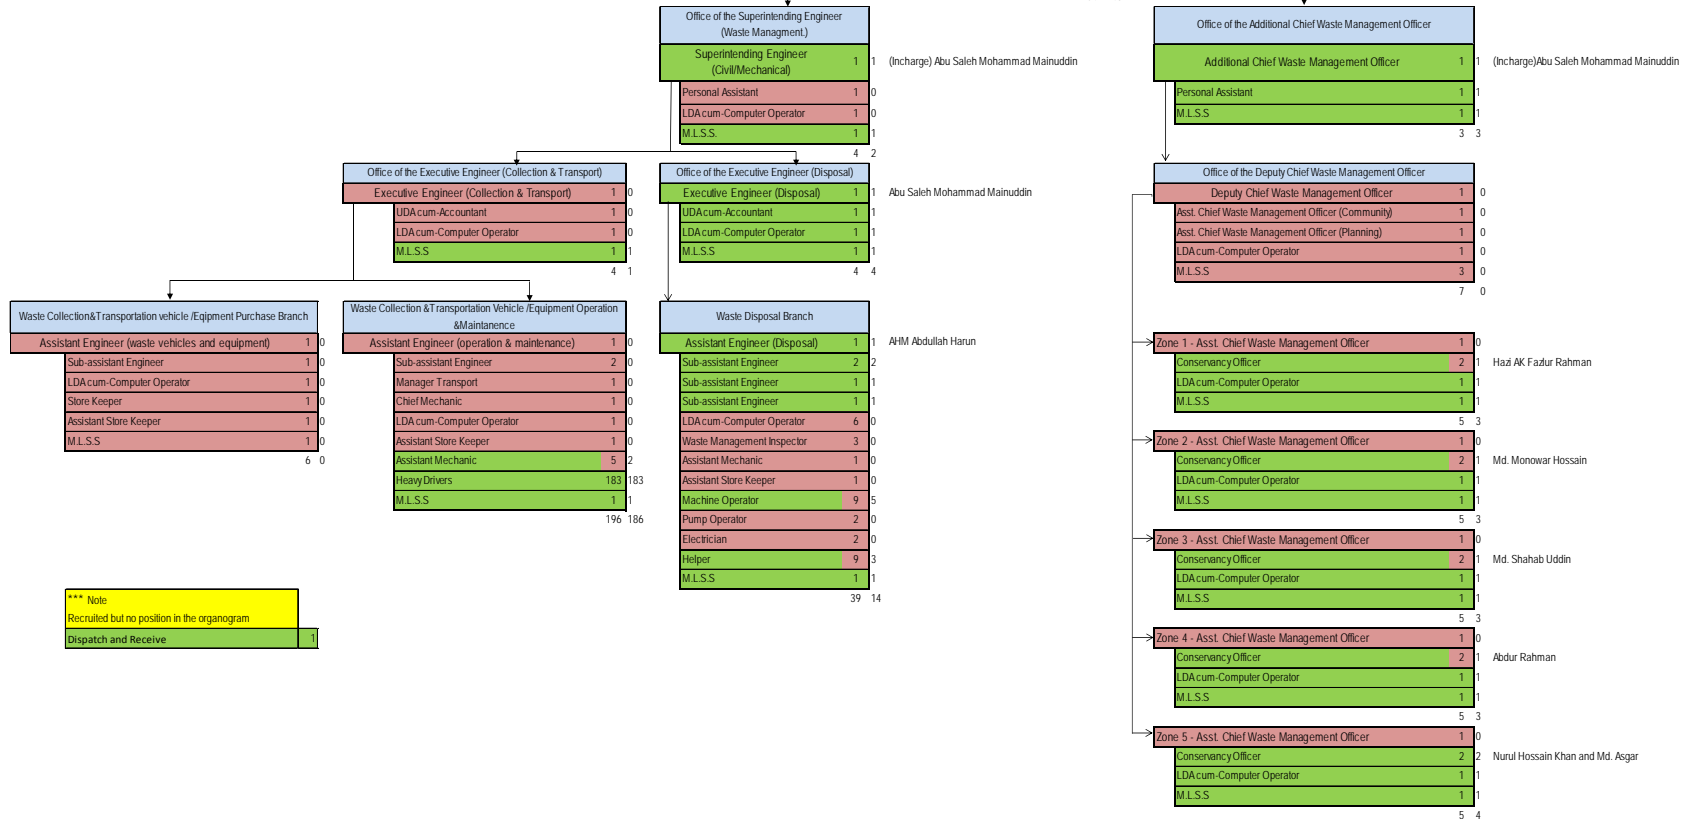 Office of the Superintending Engineer
(Waste Managment.)
Superintending Engineer
(Civil/Mechanical) 1 1 (Incharge) Abu Saleh Mohammad Mainuddin
Personal Assistant 1 0
LDA cum-Computer Operator 1 0
M.L.S.S. 1 1
4 2
Office of the Additional Chief Waste Management Officer
Additional Chief Waste Management Officer 1 1 (Incharge)Abu Saleh Mohammad Mainuddin
Personal Assistant 1 1
M.L.S.S 1 1
3 3
Office of the Executive Engineer (Collection & Transport)
Executive Engineer (Collection & Transport) 1 0
UDA cum-Accountant 1 0
LDA cum-Computer Operator 1 0
M.L.S.S 1 1
4 1
Office of the Executive Engineer (Disposal)
Executive Engineer (Disposal) 1 1 Abu Saleh Mohammad Mainuddin
UDA cum-Accountant 1 1
LDA cum-Computer Operator 1 1
M.L.S.S 1 1
4 4
Office of the Deputy Chief Waste Management Officer
Deputy Chief Waste Management Officer 1 0
Asst. Chief Waste Management Officer (Community) 1 0
Asst. Chief Waste Management Officer (Planning) 1 0
LDA cum-Computer Operator 1 0
M.L.S.S 3 0
7 0
Waste Collection&Transportation vehicle /Eqipment Purchase Branch
Assistant Engineer (waste vehicles and equipment) 1 0
Sub-assistant Engineer 1 0
LDA cum-Computer Operator 1 0
Store Keeper 1 0
Assistant Store Keeper 1 0
M.L.S.S 1 0
6 0
Waste Collection &Transportation Vehicle /Equipment Operation
&Maintanence
Assistant Engineer (operation & maintenance) 1 0
Sub-assistant Engineer 2 0
Manager Transport 1 0
Chief Mechanic 1 0
LDA cum-Computer Operator 1 0
Assistant Store Keeper 1 0
Assistant Mechanic 5 2
Heavy Drivers 183 183
M.L.S.S 1 1
196 186
Waste Disposal Branch
Assistant Engineer (Disposal) 1 1 AHM Abdullah Harun
Sub-assistant Engineer 2 2
Sub-assistant Engineer 1 1
Sub-assistant Engineer 1 1
LDA cum-Computer Operator 6 0
Waste Management Inspector 3 0
Assistant Mechanic 1 0
Assistant Store Keeper 1 0
Machine Operator 9 5
Pump Operator 2 0
Electrician 2 0
Helper 9 3
M.L.S.S 1 1
39 14
Zone 1 - Asst. Chief Waste Management Officer 1 0
Conservancy Officer 2 1 Hazi AK Fazlur Rahman
LDA cum-Computer Operator 1 1
M.L.S.S 1 1
5 3
Zone 2 - Asst. Chief Waste Management Officer 1 0
Conservancy Officer 2 1 Md. Monowar Hossain
LDA cum-Computer Operator 1 1
M.L.S.S 1 1
5 3
Zone 3 - Asst. Chief Waste Management Officer 1 0
Conservancy Officer 2 1 Md. Shahab Uddin
LDA cum-Computer Operator 1 1
M.L.S.S 1 1
5 3
Zone 4 - Asst. Chief Waste Management Officer 1 0
Conservancy Officer 2 1 Abdur Rahman
LDA cum-Computer Operator 1 1
M.L.S.S 1 1
5 3
Zone 5 - Asst. Chief Waste Management Officer 1 0
Conservancy Officer 2 2 Nurul Hossain Khan and Md. Asgar
LDA cum-Computer Operator 1 1
M.L.S.S 1 1
5 4
*** Note
Recruited but no position in the organogram
Dispatch and Receive 1